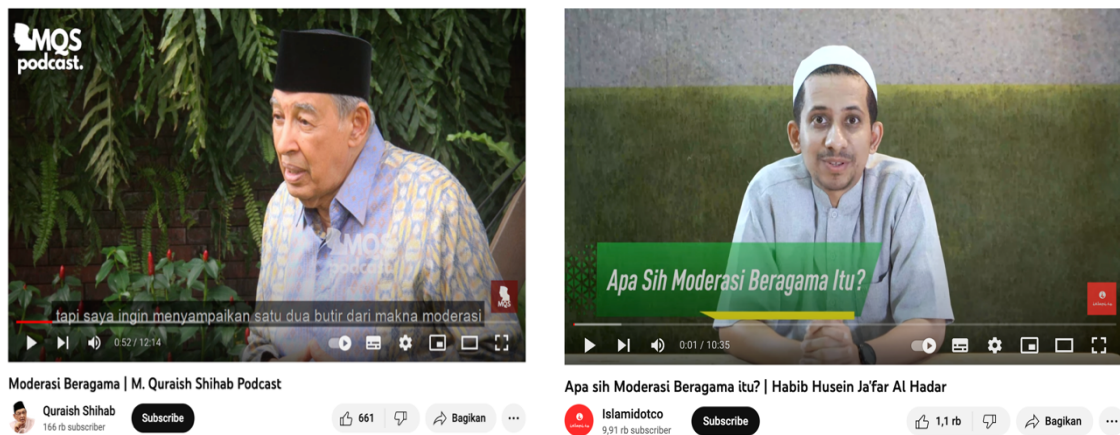 MQS
podcast.
MQS
podcast.
MQS
tapi saya ingin menyampaikan satu dua butir dari makna moderasi
0:52 / 12:14
Moderasi Beragama | M. Quraish Shihab Podcast
Quraish Shihab
166 rb subscriber
Subscribe
661
Bagikan
Apa Sih Moderasi Beragama Itu?
0:01 / 10:35
Apa sih Moderasi Beragama itu? | Habib Husein Ja'far Al Hadar
Islamidotco
9,91 rb subscriber
Subscribe
1,1 rb
Bagikan